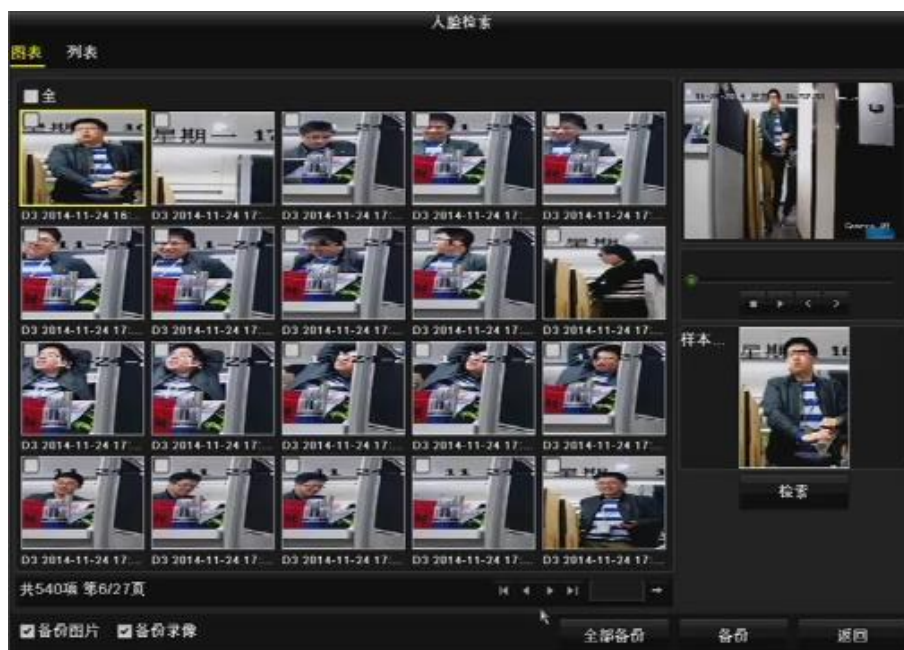 人脸检索
图表 列表
全
D3 2014-11-24 16:... D3 2014-11-24 17:... D3 2014-11-24 17:... D3 2014-11-24 17:... D3 2014-11-24 17:...
D3 2014-11-24 17:... D3 2014-11-24 17:... D3 2014-11-24 17:... D3 2014-11-24 17:... D3 2014-11-24 17:...
样本...
D3 2014-11-24 17:... D3 2014-11-24 17:... D3 2014-11-24 17:... D3 2014-11-24 17:... D3 2014-11-24 17:...
检索
D3 2014-11-24 17:... D3 2014-11-24 17:... D3 2014-11-24 17:... D3 2014-11-24 17:... D3 2014-11-24 17:...
共540项 第6/27页
备份图片 备份录像
全部备份 备份 返回